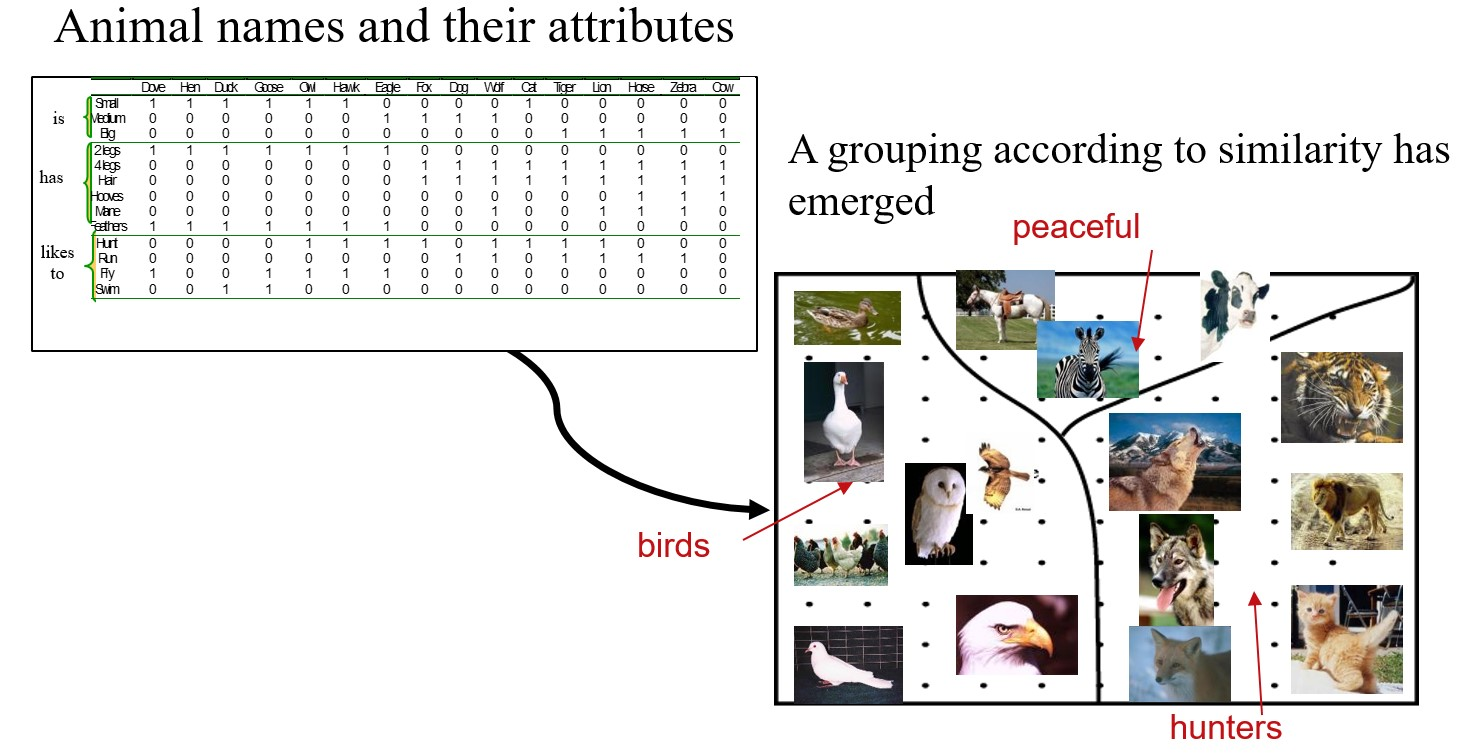 Animal names and their attributes
Dove Hen Duck Goose Owl Hawk Eagle Fox Dog Wolf Cat Tiger Lion Horse Zebra Cow
is
Small 1 1 1 1 1 1 0 0 0 0 1 0 0 0 0 0
Medium 0 0 0 0 0 0 1 1 1 1 0 0 0 0 0 0
Big 0 0 0 0 0 0 0 0 0 0 0 1 1 1 1 1
has
2 legs 1 1 1 1 1 1 1 0 0 0 0 0 0 0 0 0
4 legs 0 0 0 0 0 0 0 1 1 1 1 1 1 1 1 1
Hair 0 0 0 0 0 0 0 1 1 1 1 1 1 1 1 1
Hooves 0 0 0 0 0 0 0 0 0 0 0 0 0 1 1 1
Mane 0 0 0 0 0 0 0 0 0 1 0 0 1 1 1 0
Feathers 1 1 1 1 1 1 1 0 0 0 0 0 0 0 0 0
likes
to
Hunt 0 0 0 0 1 1 1 1 0 1 1 1 1 0 0 0
Run 0 0 0 0 0 0 0 0 1 1 0 1 1 1 1 0
Fly 1 0 0 1 1 1 1 0 0 0 0 0 0 0 0 0
Swim 0 0 1 1 0 0 0 0 0 0 0 0 0 0 0 0
A grouping according to similarity has
emerged
peaceful
birds
hunters